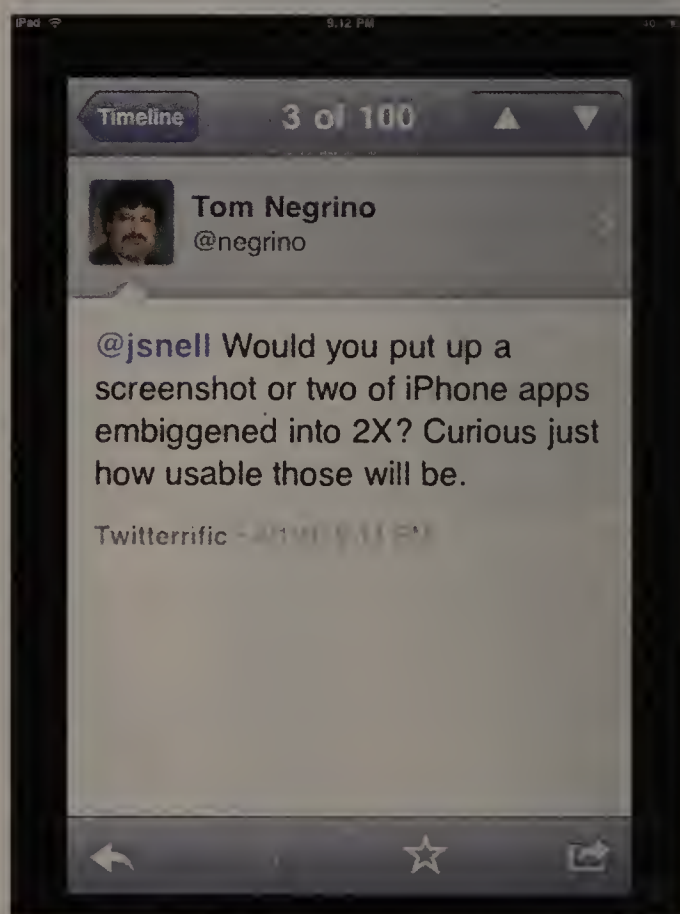 iPad 9:12 PM
Timeline 3 of 100
Tom Negrino
@negrino
@jsnell Would you put up a
screenshot or two of iPhone apps
embiggened into 2X? Curious just
how usable those will be.
Twitterrific